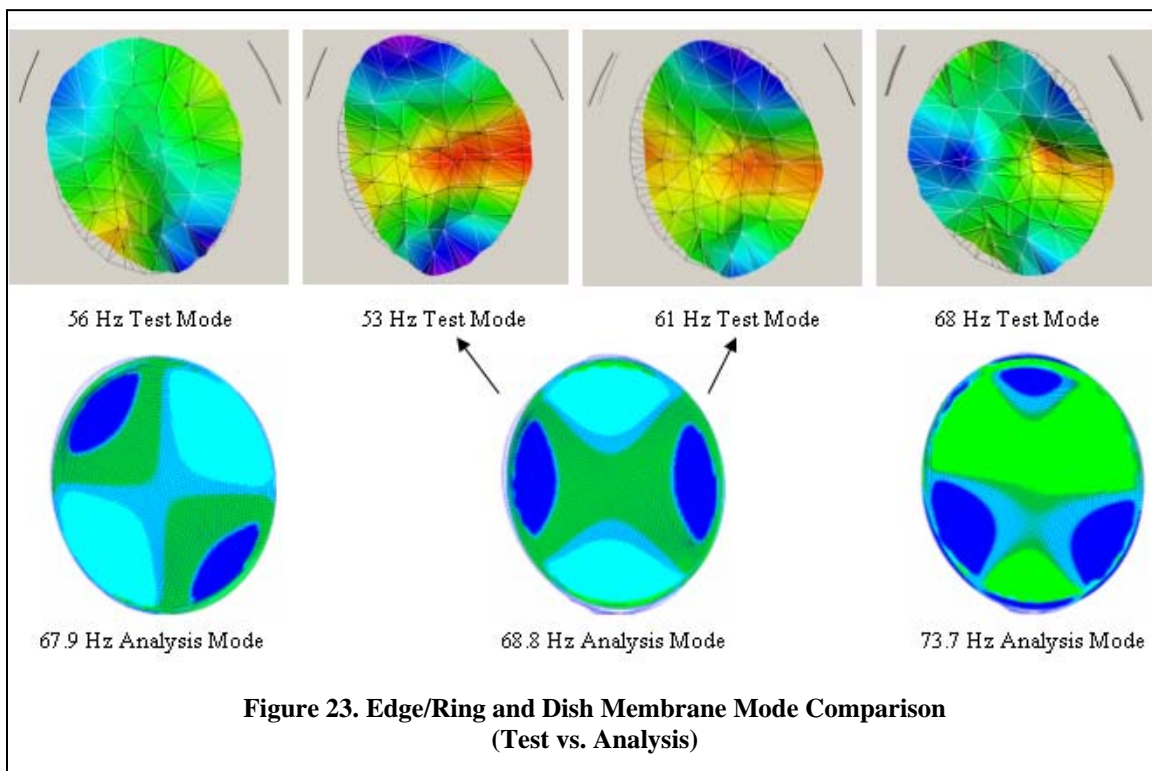 56 Hz Test Mode
53 Hz Test Mode
61 Hz Test Mode
68 Hz Test Mode
67.9 Hz Analysis Mode
68.8 Hz Analysis Mode
73.7 Hz Analysis Mode
Figure 23. Edge/Ring and Dish Membrane Mode Comparison
(Test vs. Analysis)